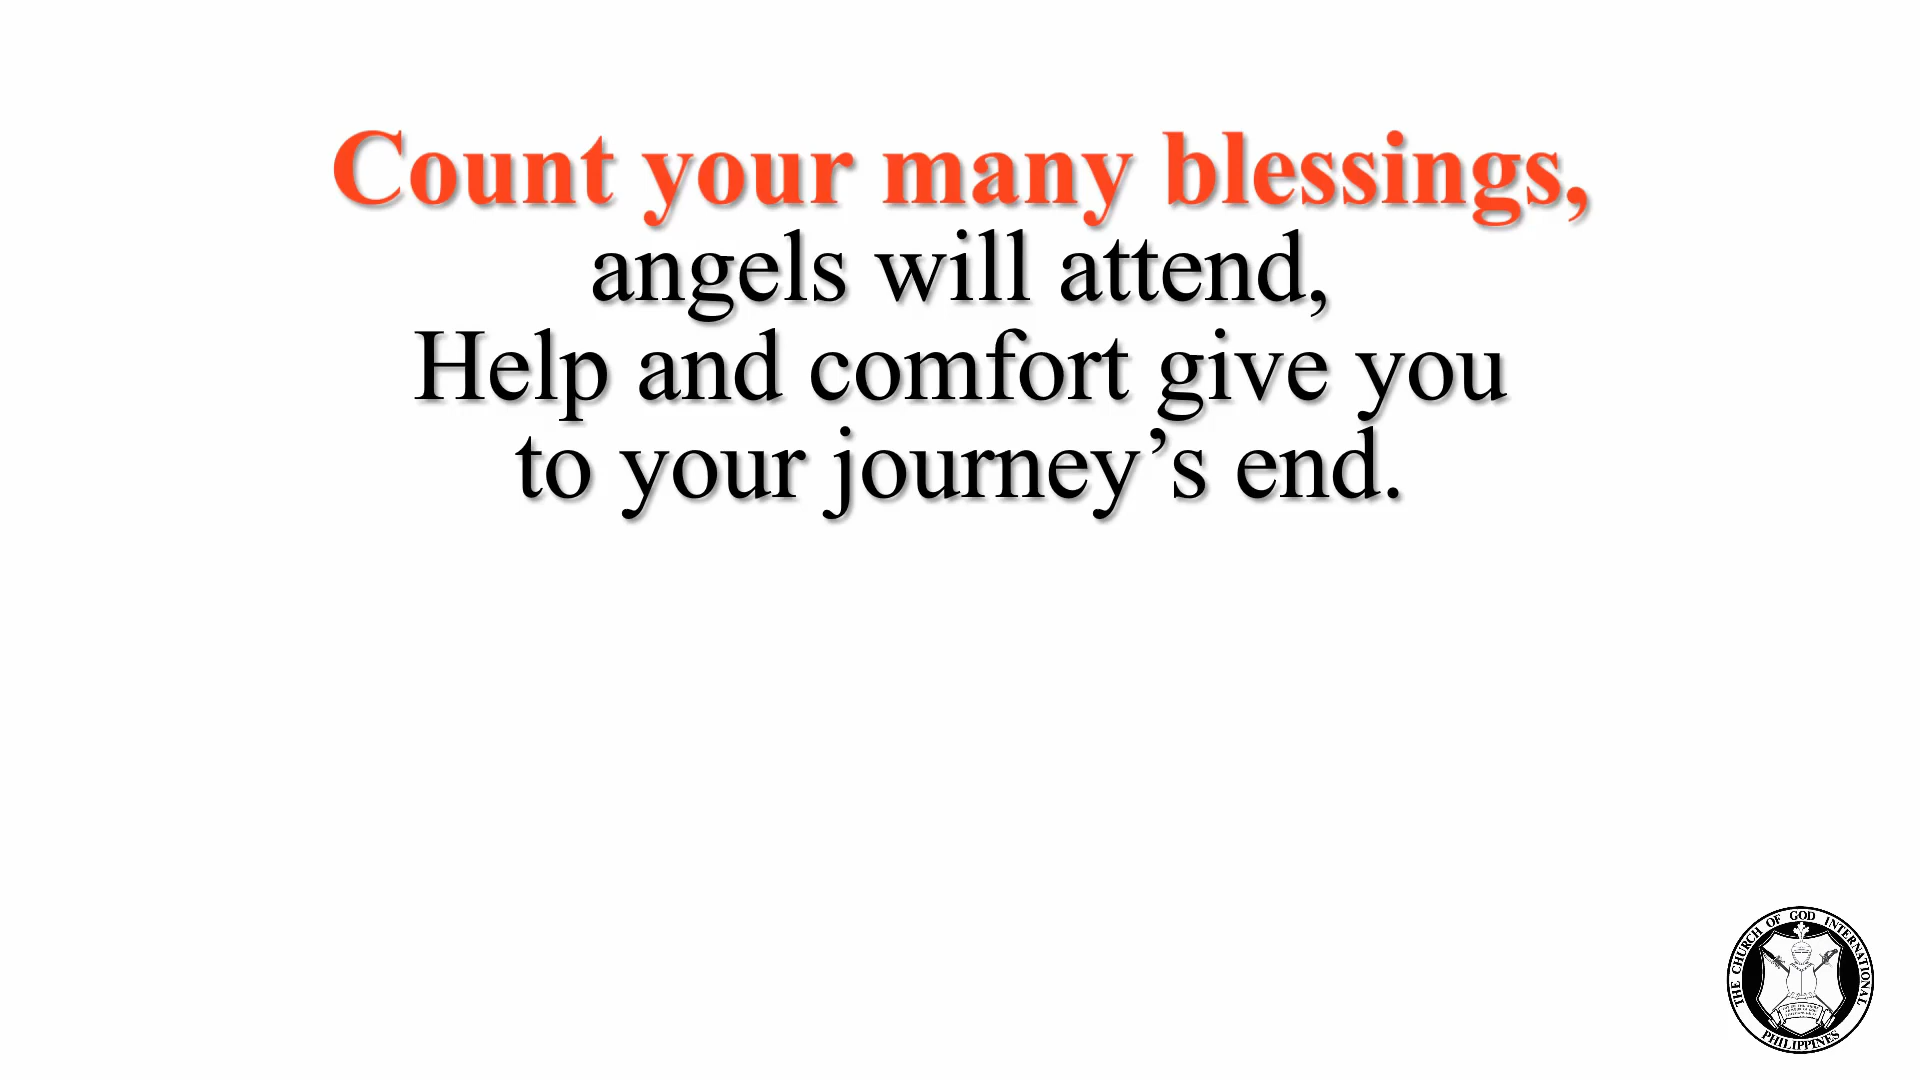 Count your many blessings,
angels will attend,
Help and comfort give you
to your journey’s end.
THE CHURCH OF GOD INTERNATIONAL
PHILIPPINES